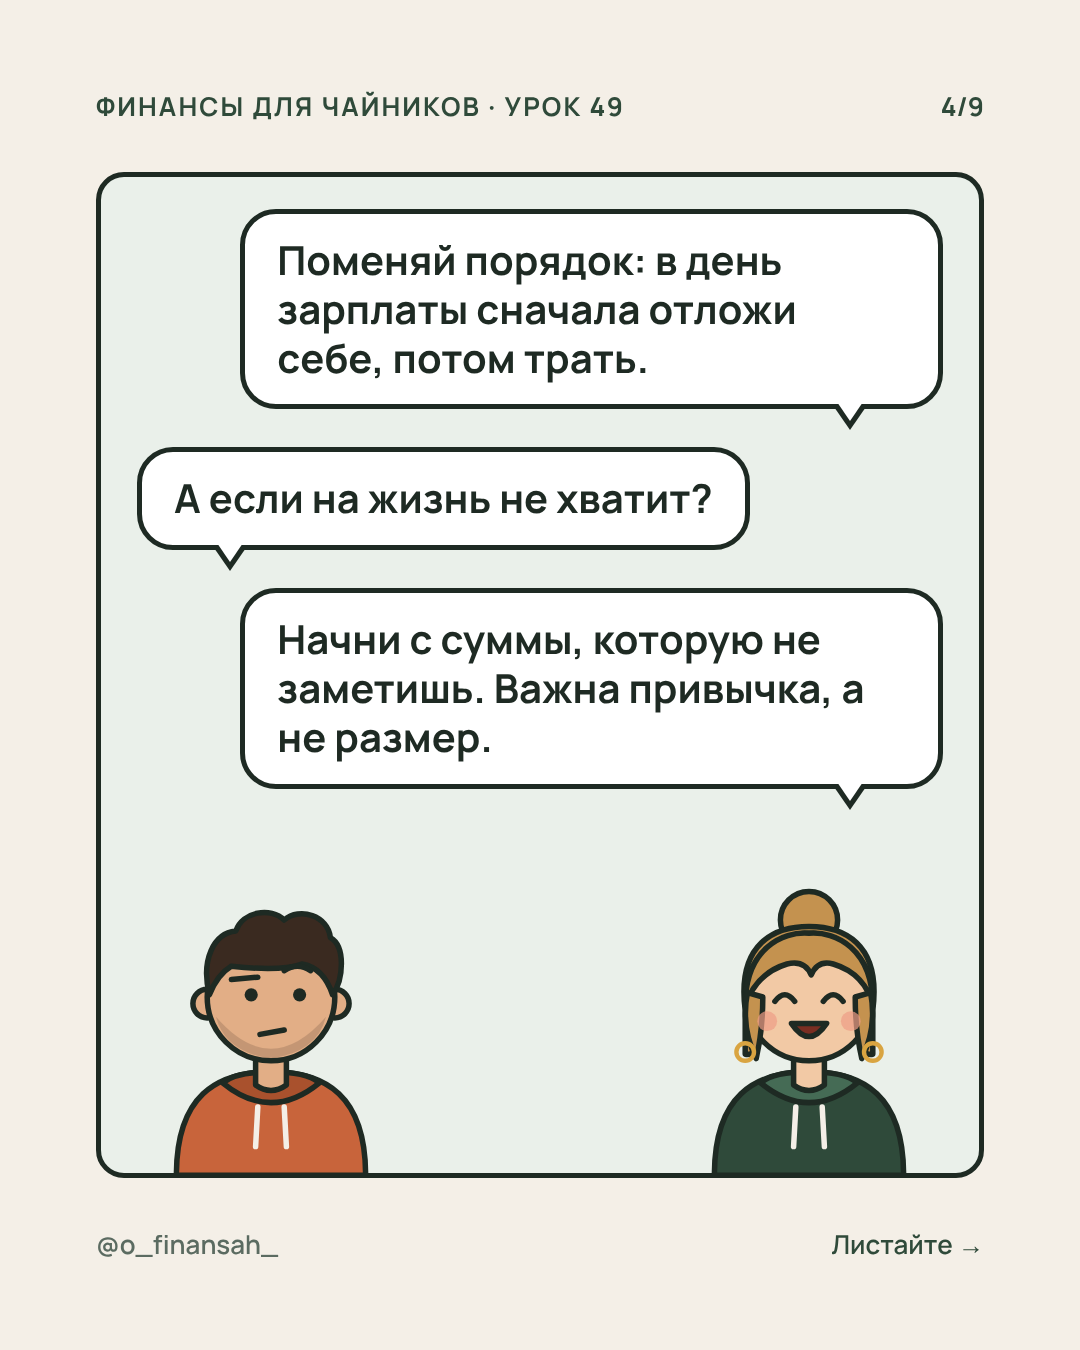 ФИНАНСЫ ДЛЯ ЧАЙНИКОВ · УРОК 49
4/9
Поменяй порядок: в день
зарплаты сначала отложи
себе, потом трать.
А если на жизнь не хватит?
Начни с суммы, которую не
заметишь. Важна привычка, а
не размер.
@o_finansah_
Листайте →